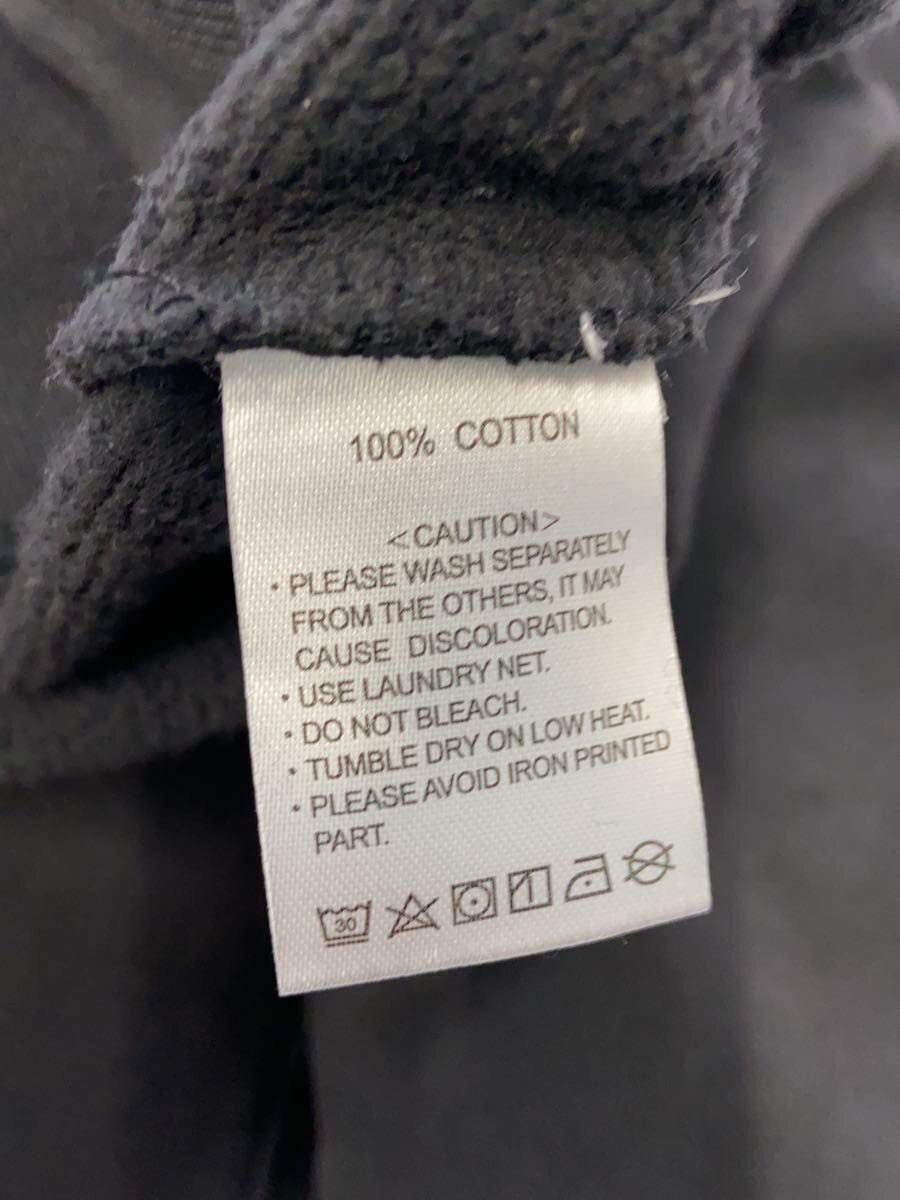 100% COTTON
<CAUTION>
・PLEASE WASH SEPARATELY
FROM THE OTHERS, IT MAY
CAUSE DISCOLORATION.
・USE LAUNDRY NET.
・DO NOT BLEACH.
・TUMBLE DRY ON LOW HEAT.
・PLEASE AVOID IRON PRINTED
PART.
30